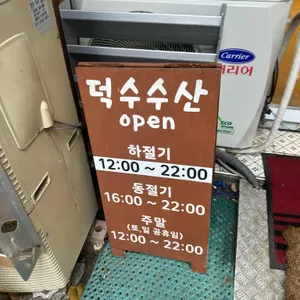 Carrier
캐리어
덕수수산
open
하절기
12:00 ~ 22:00
동절기
16:00 ~ 22:00
주말
(토,일 공휴일)
12:00 ~ 22:00